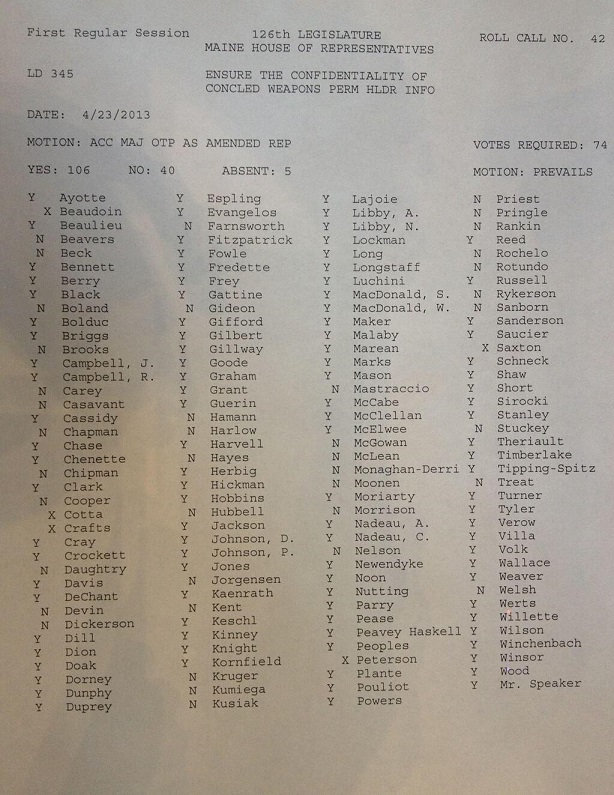 First Regular Session 126th LEGISLATURE ROLL CALL NO. 42
MAINE HOUSE OF REPRESENTATIVES
LD 345 ENSURE THE CONFIDENTIALITY OF
CONCLED WEAPONS PERM HLDR INFO
DATE: 4/23/2013
MOTION: ACC MAJ OTP AS AMENDED REP VOTES REQUIRED: 74
YES: 106 NO: 40 ABSENT: 5 MOTION: PREVAILS
Y Ayotte
X Beaudoin
Y Beaulieu
N Beavers
N Beck
Y Bennett
Y Berry
Y Black
N Boland
Y Bolduc
Y Briggs
N Brooks
Y Campbell, J.
Y Campbell, R.
N Carey
N Casavant
Y Cassidy
N Chapman
Y Chase
Y Chenette
N Chipman
Y Clark
N Cooper
X Cotta
X Crafts
Y Cray
Y Crockett
N Daughtry
Y Davis
Y DeChant
N Devin
N Dickerson
Y Dill
Y Dion
Y Doak
Y Dorney
Y Dunphy
Y Duprey
Y Espling
Y Evangelos
N Farnsworth
Y Fitzpatrick
Y Fowle
Y Fredette
Y Frey
Y Gattine
N Gideon
Y Gifford
Y Gilbert
Y Gillway
Y Goode
Y Graham
Y Grant
Y Guerin
N Hamann
N Harlow
Y Harvell
N Hayes
Y Herbig
Y Hickman
Y Hobbins
N Hubbell
Y Jackson
Y Johnson, D.
Y Johnson, P.
Y Jones
N Jorgensen
Y Kaenrath
N Kent
Y Keschl
Y Kinney
Y Knight
Y Kornfield
N Kruger
N Kumiega
N Kusiak
Y Lajoie
Y Libby, A.
Y Libby, N.
Y Lockman
Y Long
Y Longstaff
Y Luchini
Y MacDonald, S.
N MacDonald, W.
Y Maker
Y Malaby
Y Marean
Y Marks
Y Mason
N Mastraccio
Y McCabe
Y McClellan
Y McElwee
N McGowan
N McLean
N Monaghan-Derri
N Moonen
Y Moriarty
N Morrison
Y Nadeau, A.
Y Nadeau, C.
N Nelson
Y Newendyke
Y Noon
Y Nutting
Y Parry
Y Pease
Y Peavey Haskell
Y Peoples
X Peterson
Y Plante
Y Pouliot
Y Powers
N Priest
N Pringle
N Rankin
Y Reed
N Rochelo
N Rotundo
Y Russell
N Rykerson
N Sanborn
Y Sanderson
Y Saucier
X Saxton
Y Schneck
Y Shaw
Y Short
Y Sirocki
Y Stanley
N Stuckey
Y Theriault
Y Timberlake
Y Tipping-Spitz
N Treat
Y Turner
Y Tyler
Y Verow
Y Villa
Y Volk
Y Wallace
Y Weaver
N Welsh
Y Werts
Y Willette
Y Wilson
Y Winchenbach
Y Winsor
Y Wood
Y Mr. Speaker